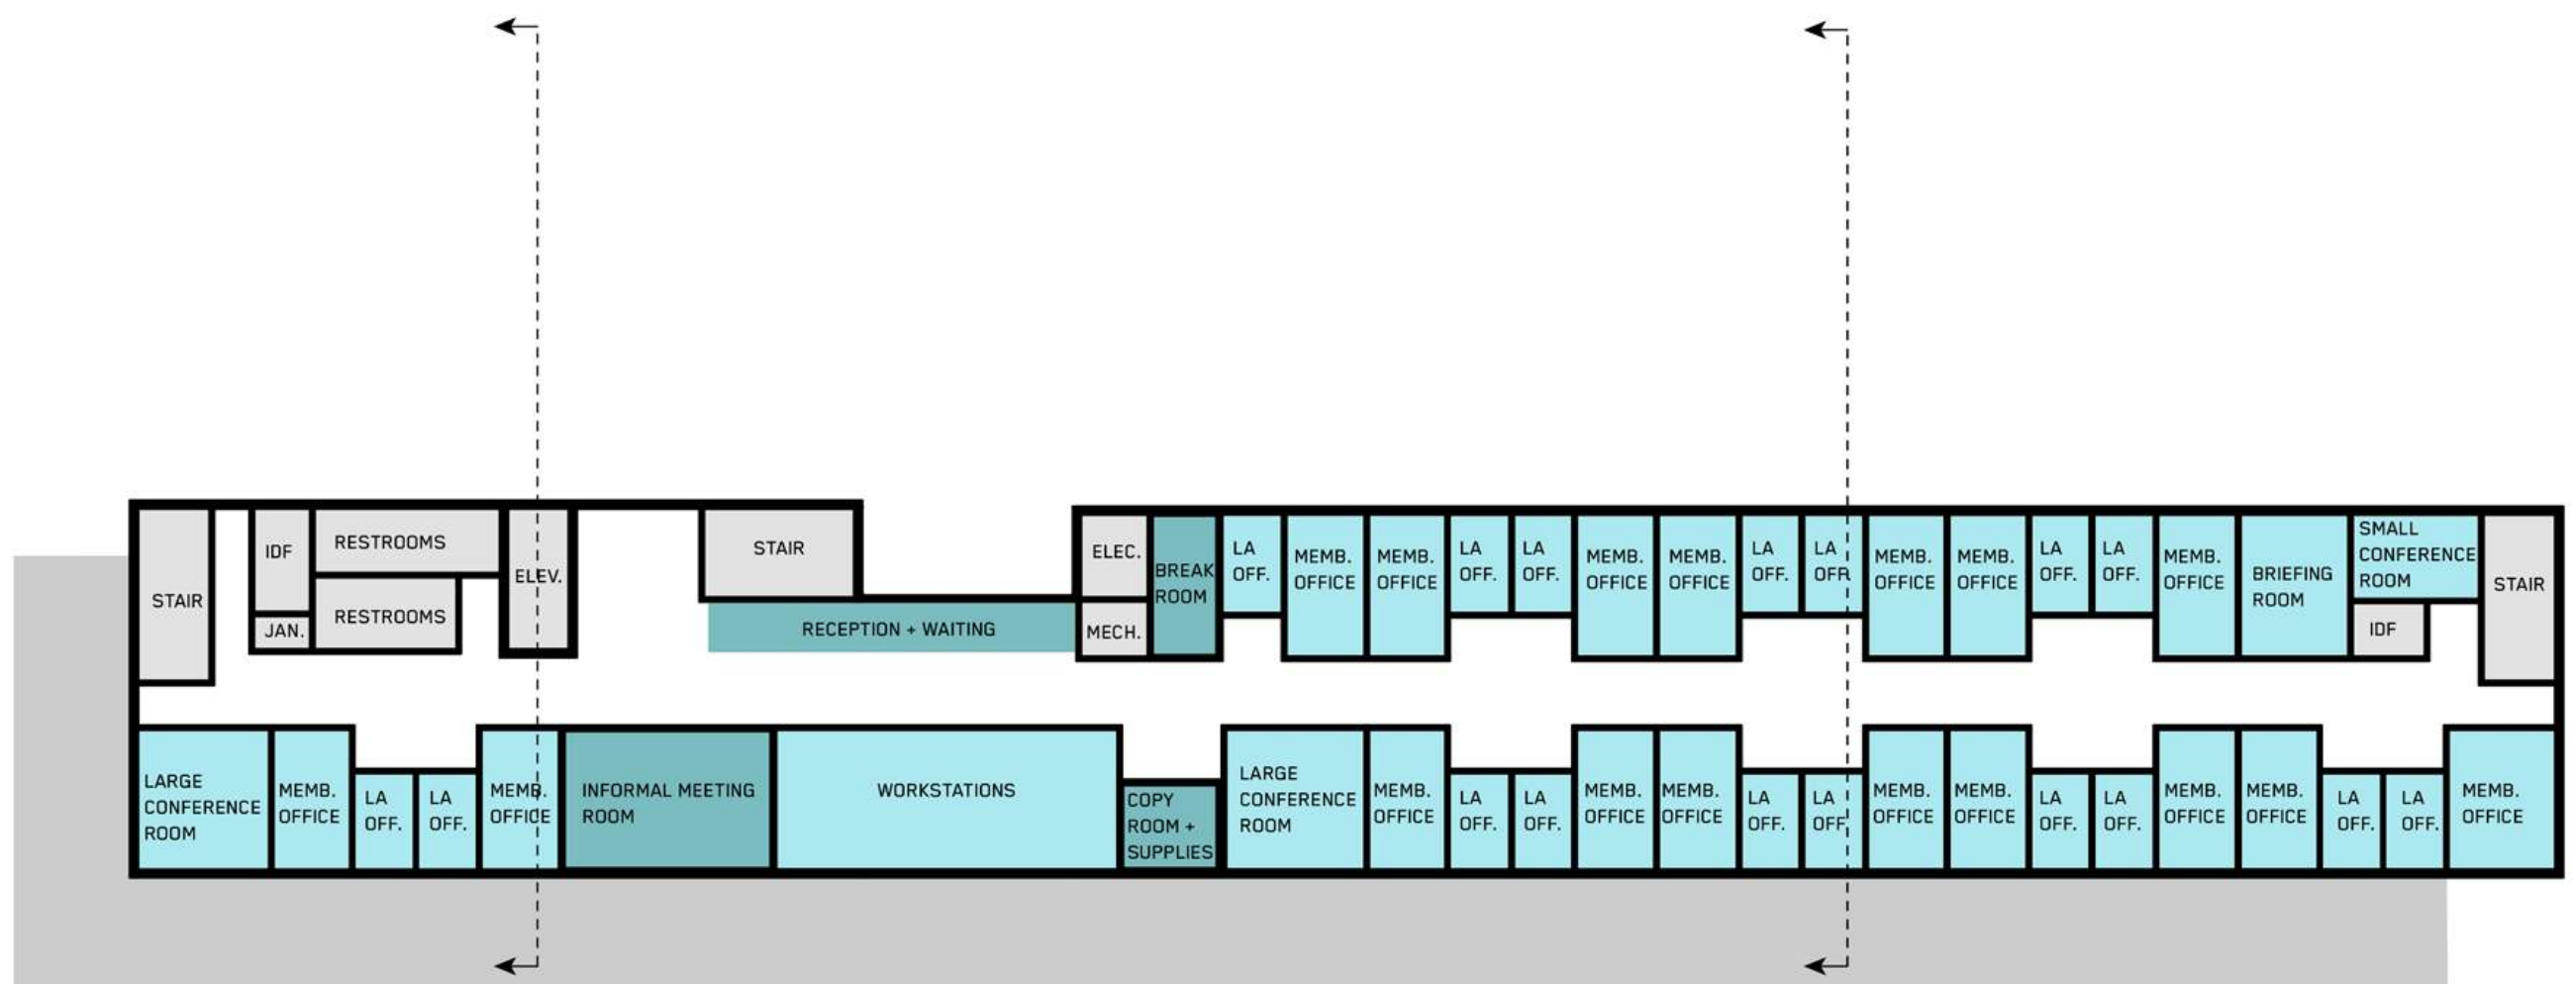 STAIR
IDF
JAN.
RESTROOMS
RESTROOMS
ELEV.
STAIR
RECEPTION + WAITING
ELEC.
MECH.
BREAK
ROOM
LA
OFF.
MEMB.
OFFICE
MEMB.
OFFICE
LA
OFF.
LA
OFF.
MEMB.
OFFICE
MEMB.
OFFICE
LA
OFF.
LA
OFF.
MEMB.
OFFICE
MEMB.
OFFICE
LA
OFF.
LA
OFF.
MEMB.
OFFICE
BRIEFING
ROOM
SMALL
CONFERENCE
ROOM
IDF
STAIR
LARGE
CONFERENCE
ROOM
MEMB.
OFFICE
LA
OFF.
LA
OFF.
MEMB.
OFFICE
INFORMAL MEETING
ROOM
WORKSTATIONS
COPY
ROOM +
SUPPLIES
LARGE
CONFERENCE
ROOM
MEMB.
OFFICE
LA
OFF.
LA
OFF.
MEMB.
OFFICE
MEMB.
OFFICE
LA
OFF.
LA
OFF.
MEMB.
OFFICE
MEMB.
OFFICE
LA
OFF.
LA
OFF.
MEMB.
OFFICE
MEMB.
OFFICE
LA
OFF.
LA
OFF.
MEMB.
OFFICE